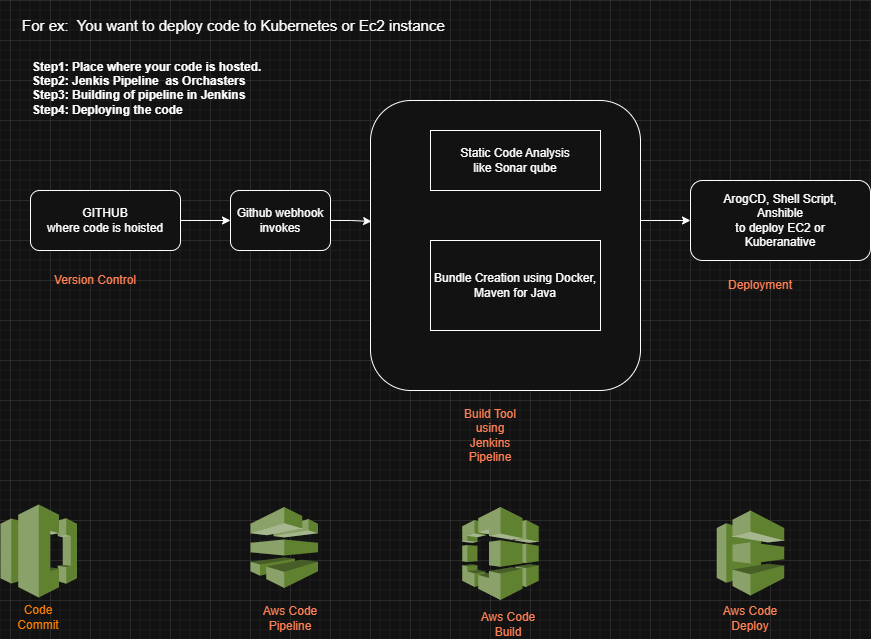 For ex: You want to deploy code to Kubernetes or Ec2 instance
Step1: Place where your code is hosted.
Step2: Jenkis Pipeline as Orchasters
Step3: Building of pipeline in Jenkins
Step4: Deploying the code
Static Code Analysis
like Sonar qube
GITHUB
where code is hoisted
Github webhook
invokes
ArogCD, Shell Script,
Anshible
to deploy EC2 or
Kuberanative
Bundle Creation using Docker,
Maven for Java
Version Control
Deployment
Build Tool
using
Jenkins
Pipeline
Code
Commit
Aws Code
Pipeline
Aws Code
Build
Aws Code
Deploy